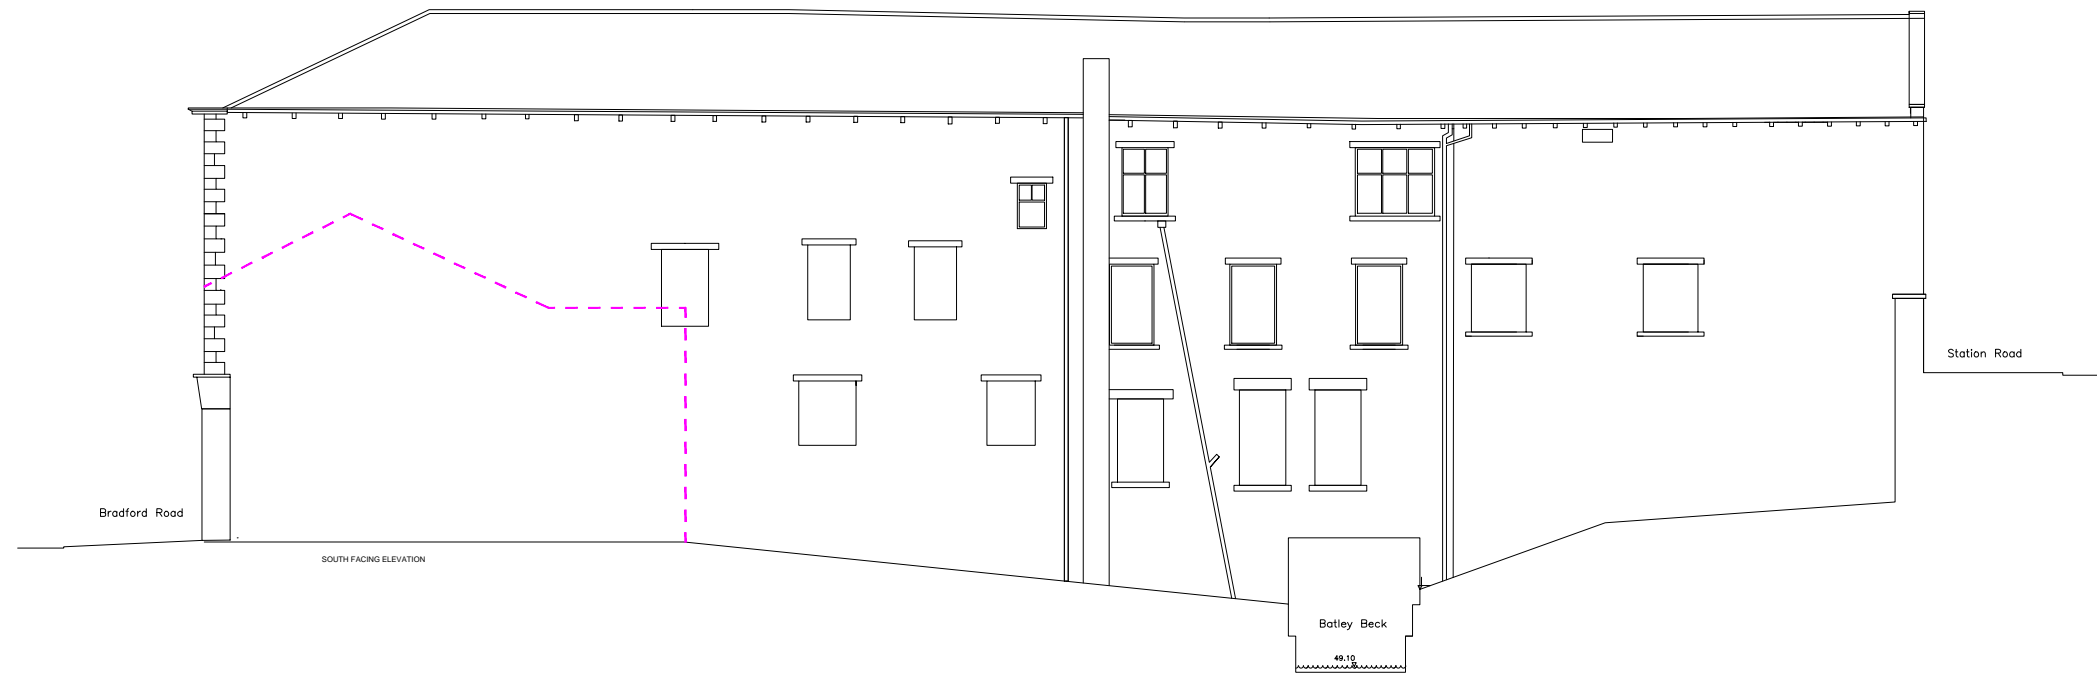 Station Road
Bradford Road
SOUTH FACING ELEVATION
Batley Beck
49.10